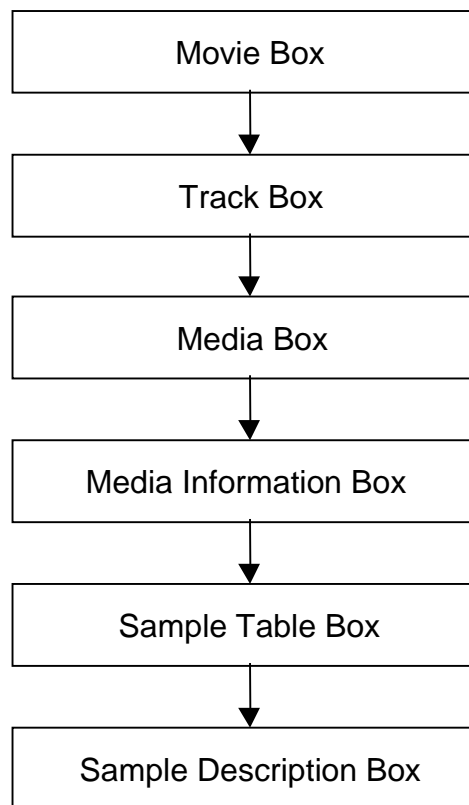 Movie Box
Track Box
Media Box
Media Information Box
Sample Table Box
Sample Description Box